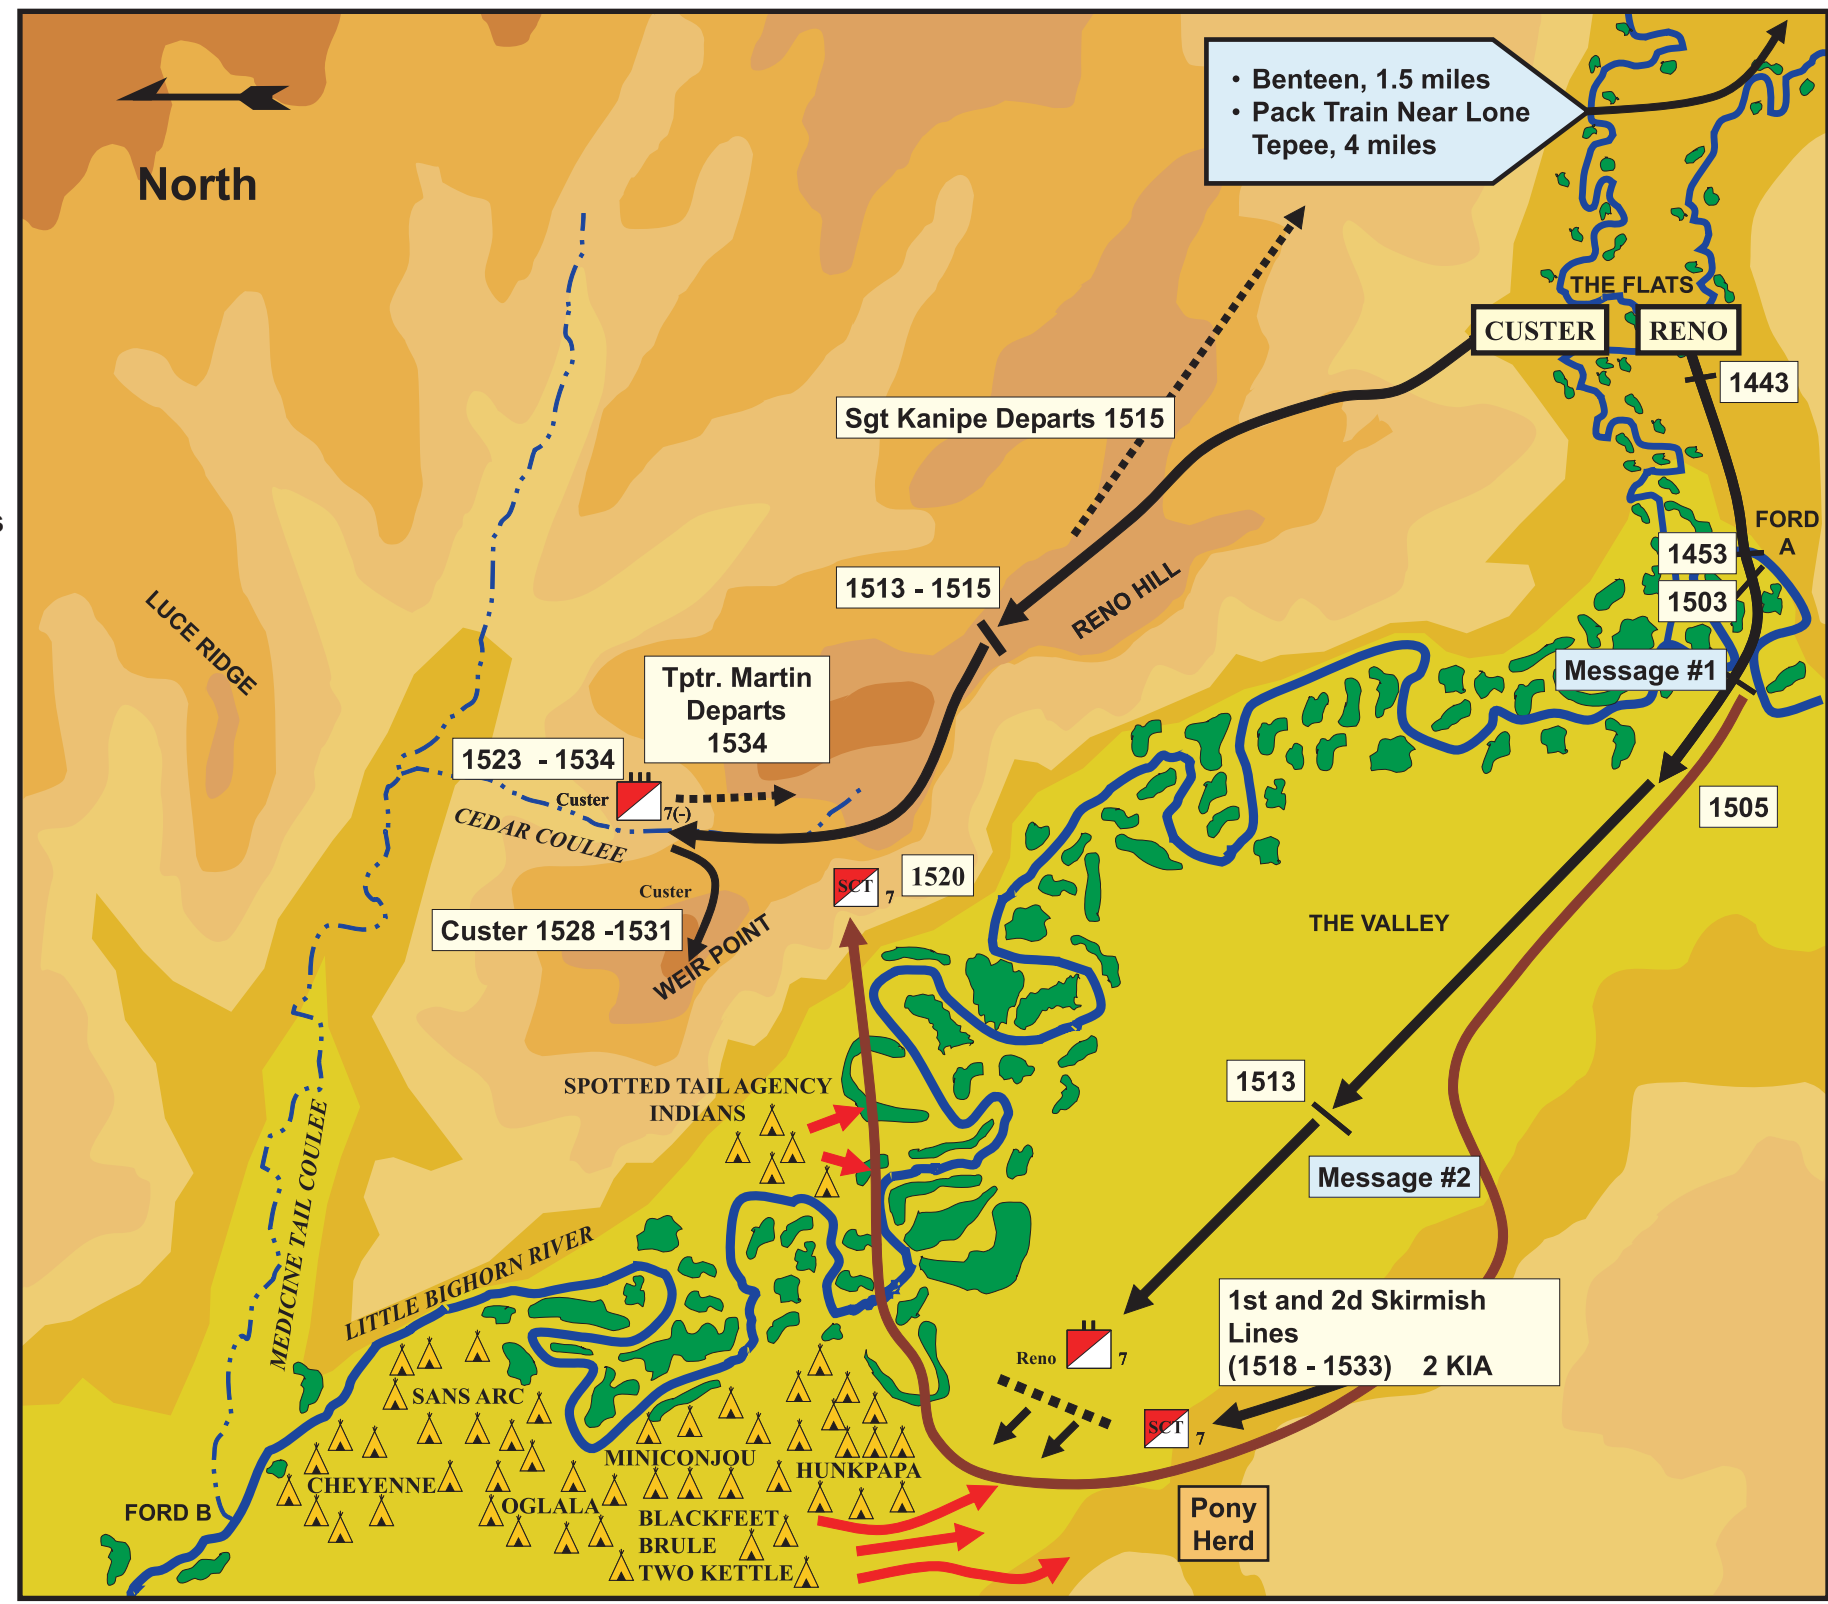 • Benteen, 1.5 miles
• Pack Train Near Lone
Tepee, 4 miles
North
THE FLATS
CUSTER
RENO
1443
Sgt Kanipe Departs 1515
FORD
A
1453
1513 - 1515
1503
RENO HILL
LUCE RIDGE
Message #1
Tptr. Martin
Departs
1534
1523 - 1534
Custer
7(-)
CEDAR COULEE
1505
SCT
7
1520
Custer
Custer 1528 -1531
WEIR POINT
THE VALLEY
1513
SPOTTED TAIL AGENCY
INDIANS
Message #2
MEDICINE TAIL COULEE
LITTLE BIGHORN RIVER
1st and 2d Skirmish
Lines
(1518 - 1533) 2 KIA
Reno
7
SANS ARC
SCT
7
MINICONJOU
HUNKPAPA
CHEYENNE
OGLALA
FORD B
BLACKFEET
BRULE
TWO KETTLE
Pony
Herd